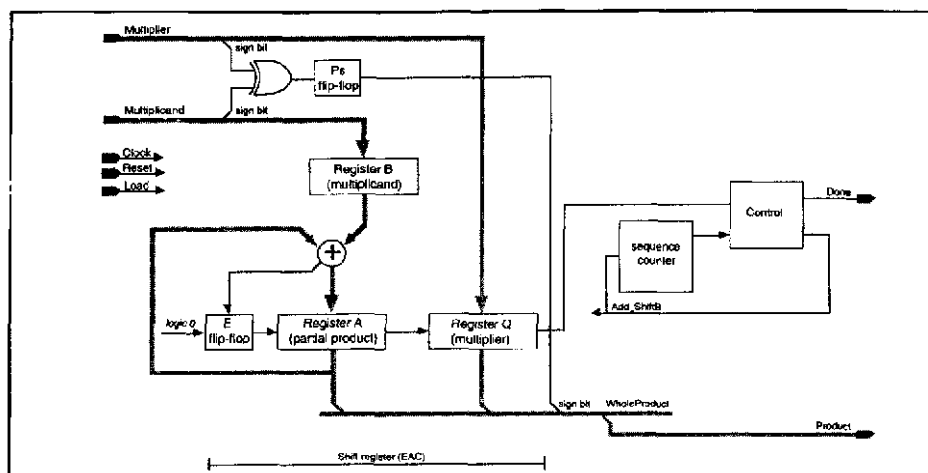 Multiplier
sign bit
Ps
flip-flop
Multiplicand
sign bit
Clock
Reset
Load
Register B
(multiplicand)
Done
Control
sequence
counter
+
Add_ShiftB
logic 0
E
flip-flop
Register A
(partial product)
Register Q
(multiplier)
sign bit
WholeProduct
Product
Shift register (EAC)